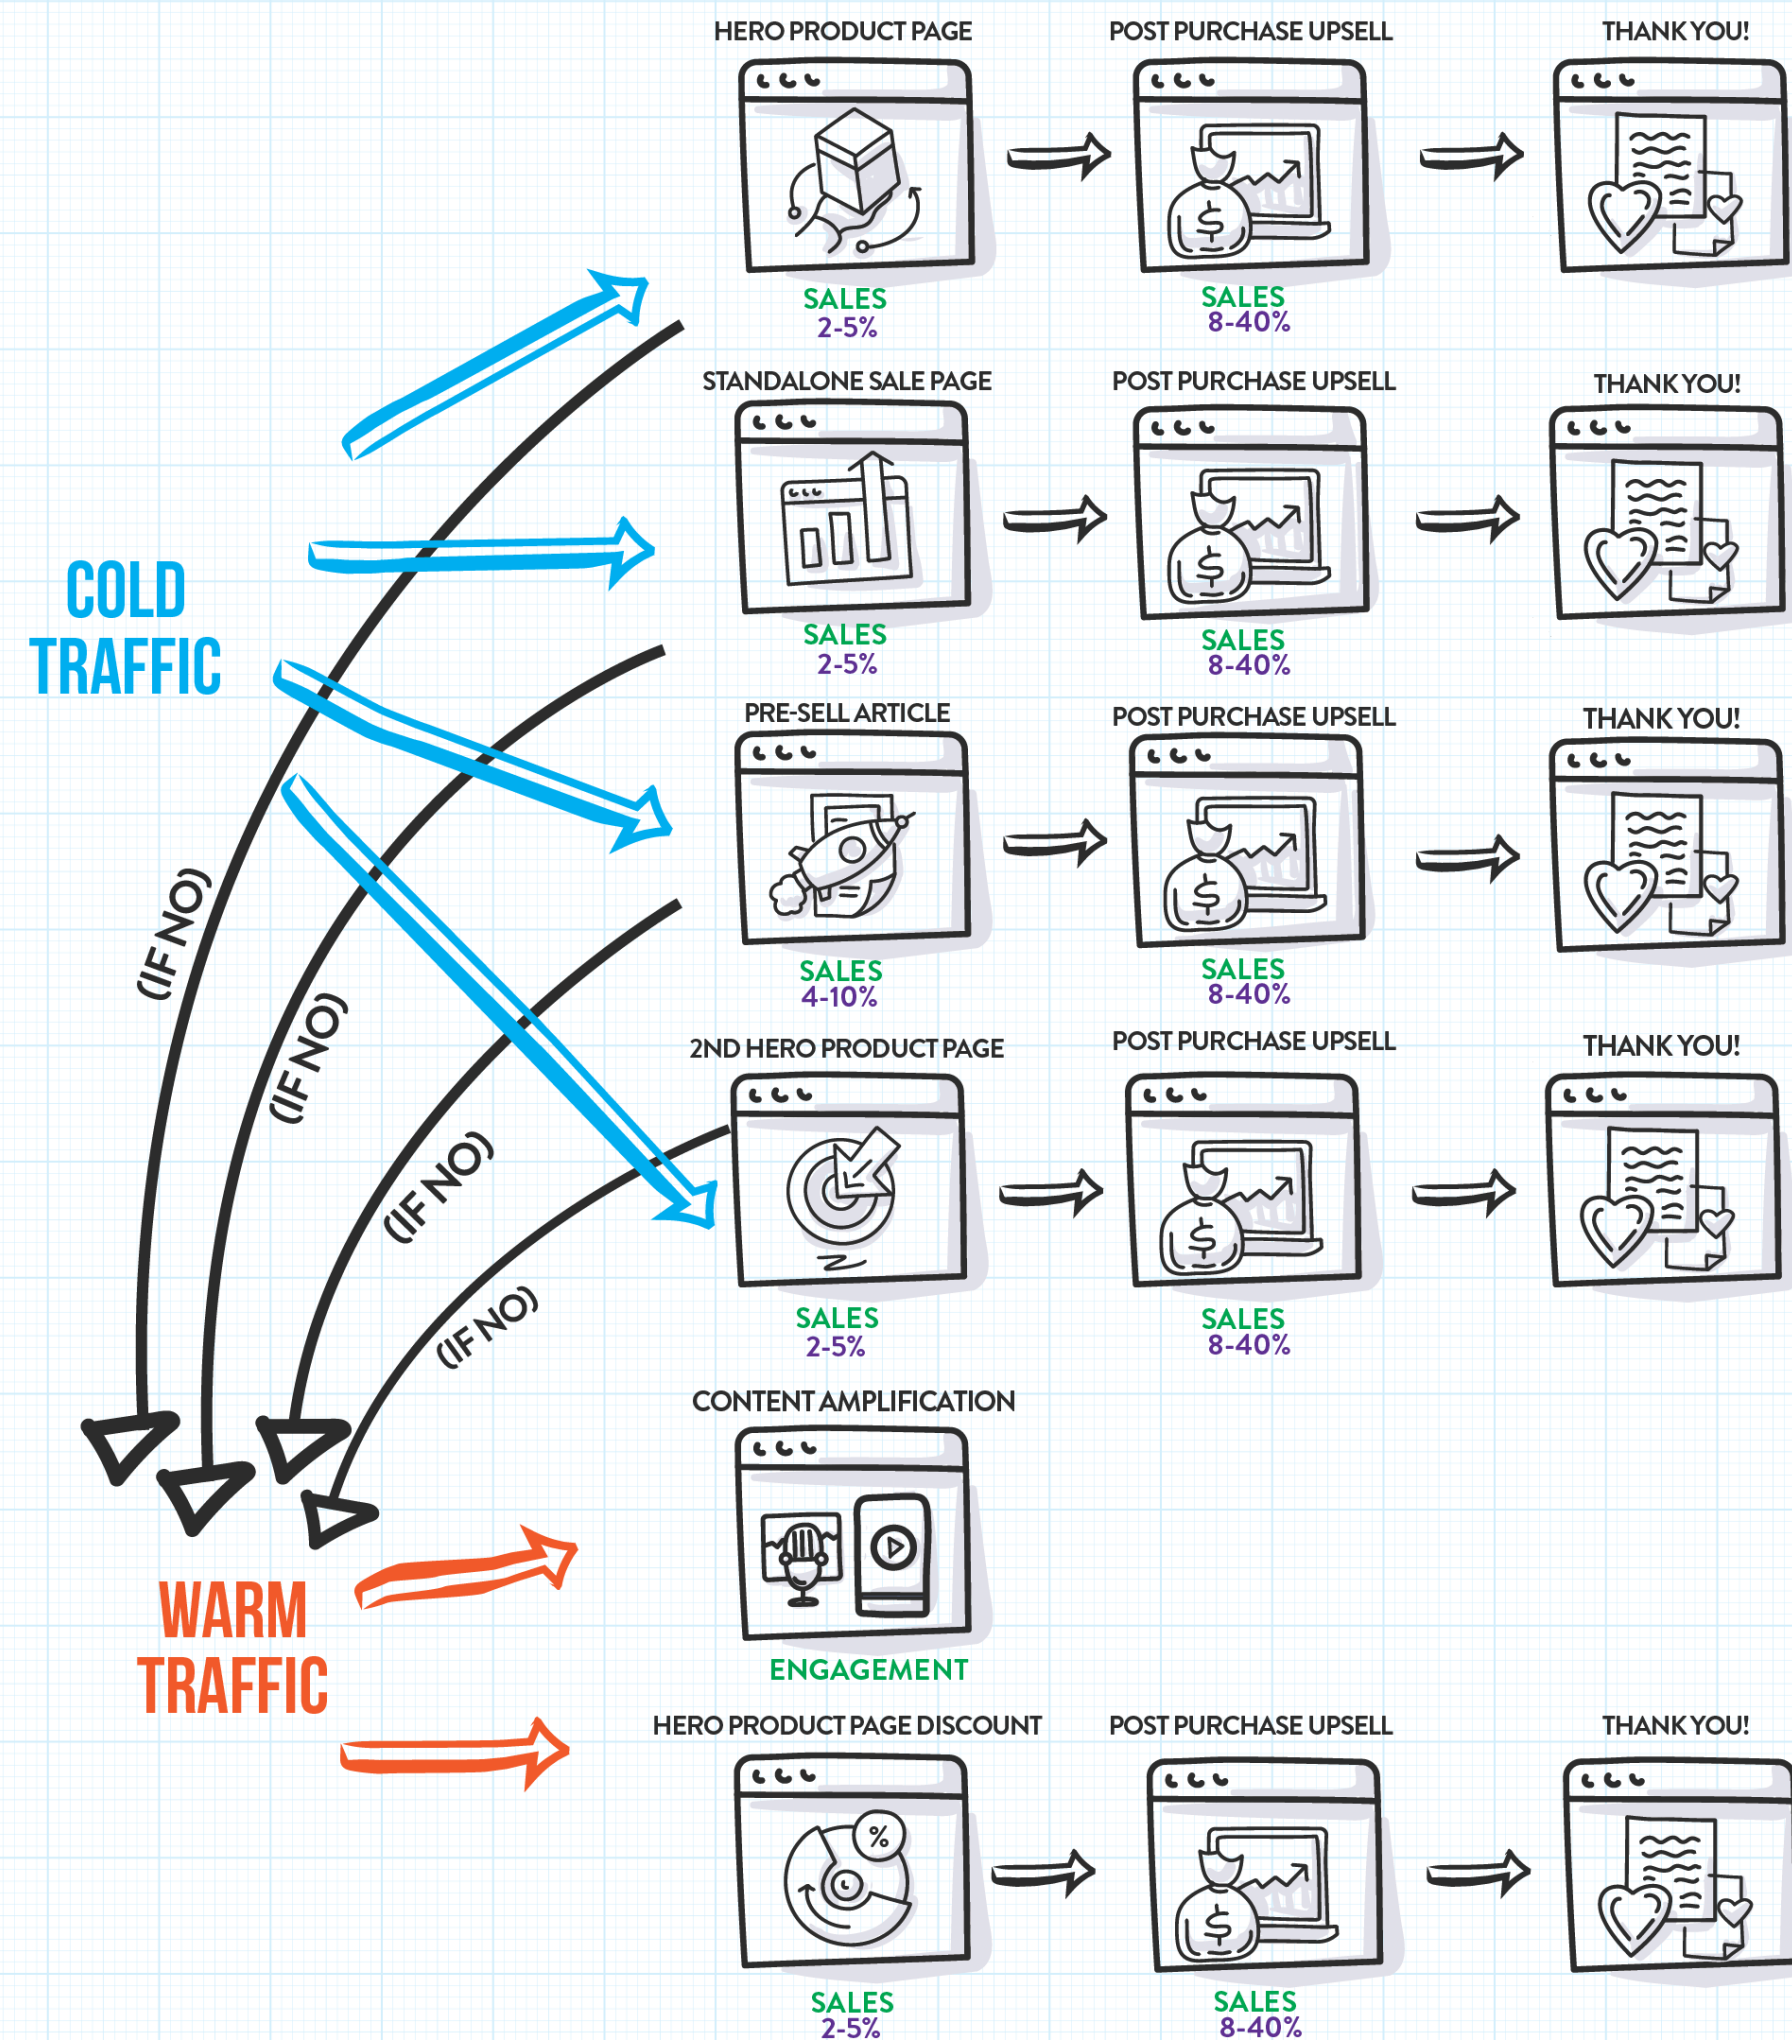 HERO PRODUCT PAGE
POST PURCHASE UPSELL
THANK YOU!
$
SALES
2-5%
SALES
8-40%
STANDALONE SALE PAGE
POST PURCHASE UPSELL
THANK YOU!
$
SALES
2-5%
SALES
8-40%
COLD
TRAFFIC
PRE-SELL ARTICLE
POST PURCHASE UPSELL
THANK YOU!
$
SALES
4-10%
SALES
8-40%
(IF NO)
(IF NO)
(IF NO)
(IF NO)
2ND HERO PRODUCT PAGE
POST PURCHASE UPSELL
THANK YOU!
$
SALES
2-5%
SALES
8-40%
CONTENT AMPLIFICATION
ENGAGEMENT
WARM
TRAFFIC
HERO PRODUCT PAGE DISCOUNT
POST PURCHASE UPSELL
THANK YOU!
%
$
SALES
2-5%
SALES
8-40%